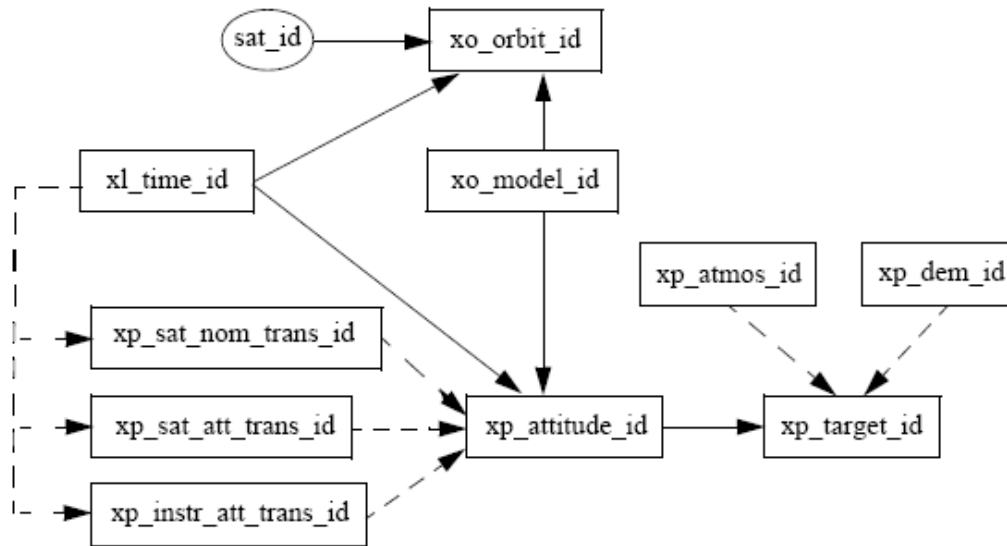 sat_id
xo_orbit_id
xl_time_id
xo_model_id
xp_atmos_id
xp_dem_id
xp_sat_nom_trans_id
xp_sat_att_trans_id
xp_attitude_id
xp_target_id
xp_instr_att_trans_id